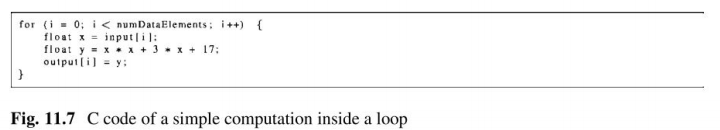 for (i = 0; i < numDataElements; i++) {
float x = input[i];
float y = x * x + 3 * x + 17;
output[i] = y;
}
Fig. 11.7 C code of a simple computation inside a loop